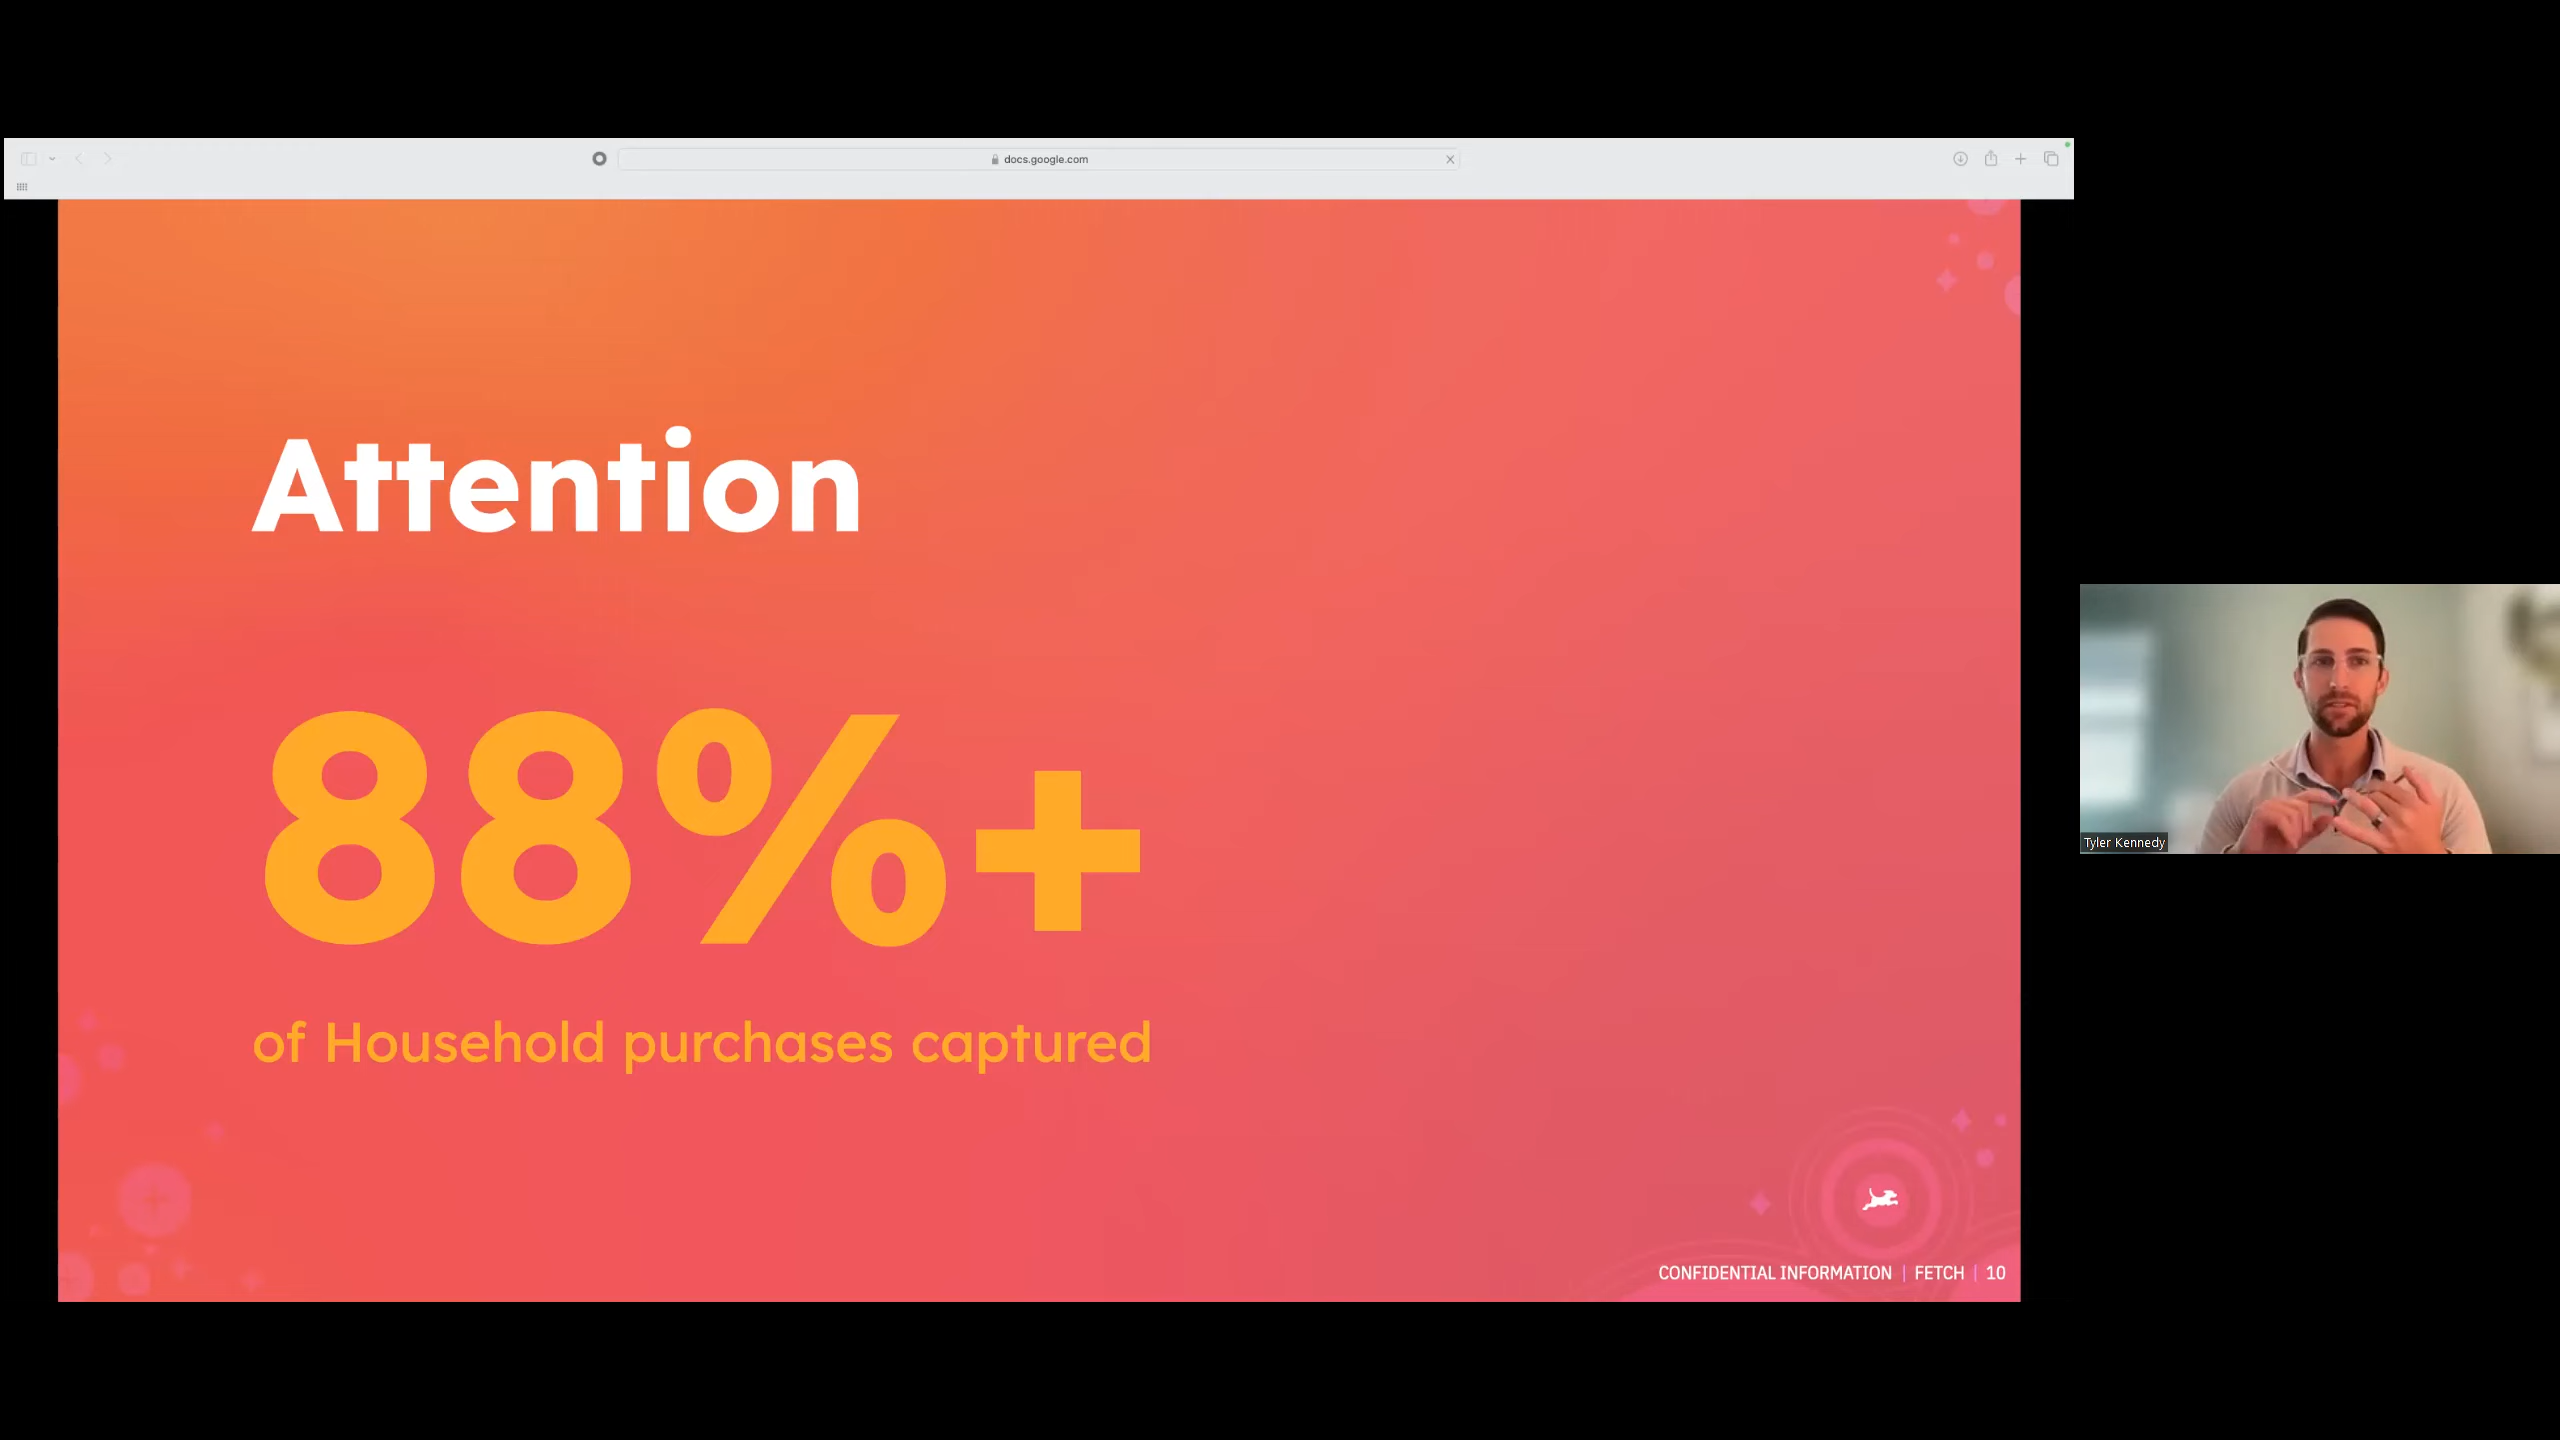 docs.google.com
Attention
88%+
of Household purchases captured
Tyler Kennedy
CONFIDENTIAL INFORMATION | FETCH | 10